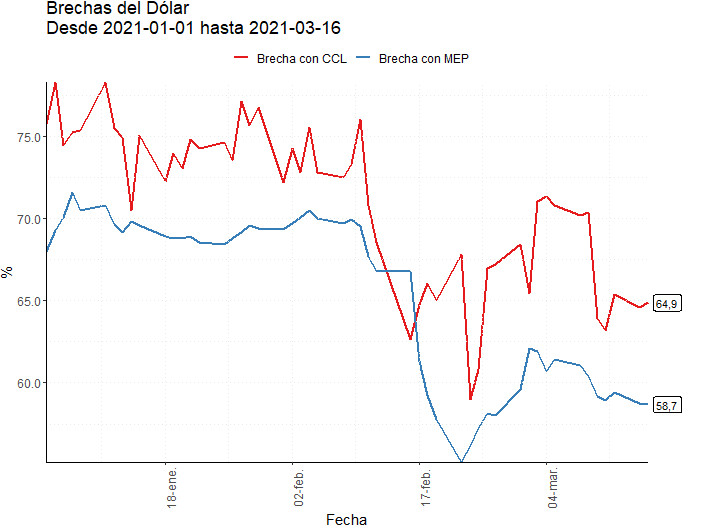 Brechas del Dólar
Desde 2021-01-01 hasta 2021-03-16
Brecha con CCL
Brecha con MEP
75.0
70.0
65.0
60.0
%
64,9
58,7
18-ene.
02-feb.
17-feb.
04-mar.
Fecha